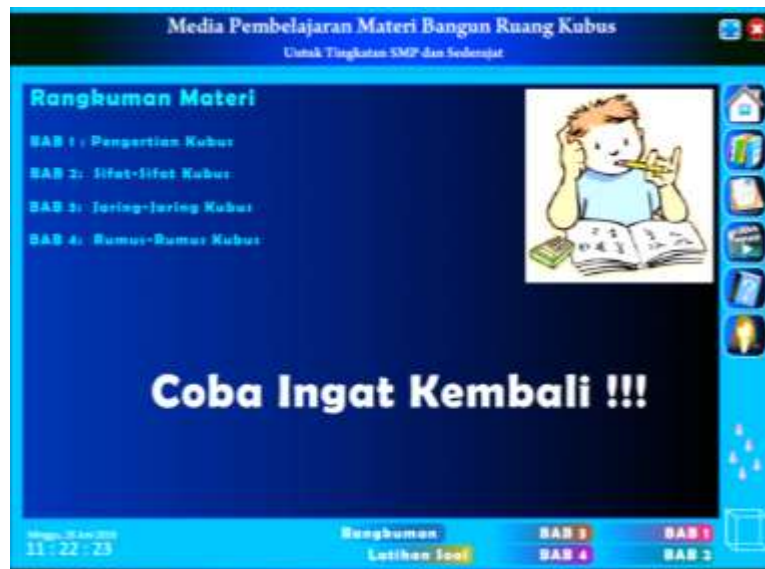 Media Pembelajaran Materi Bangun Ruang Kubus
Untuk Tingkatan SMP dan Sederajat
Rangkuman Materi
BAB 1 : Pengertian Kubus
BAB 2: Sifat-Sifat Kubus
BAB 3: Jaring-Jaring Kubus
BAB 4: Rumus-Rumus Kubus
Coba Ingat Kembali !!!
Minggu,
11 : 22 : 23
Rangkuman BAB 3 BAB 1
Latihan Soal BAB 4 BAB 2